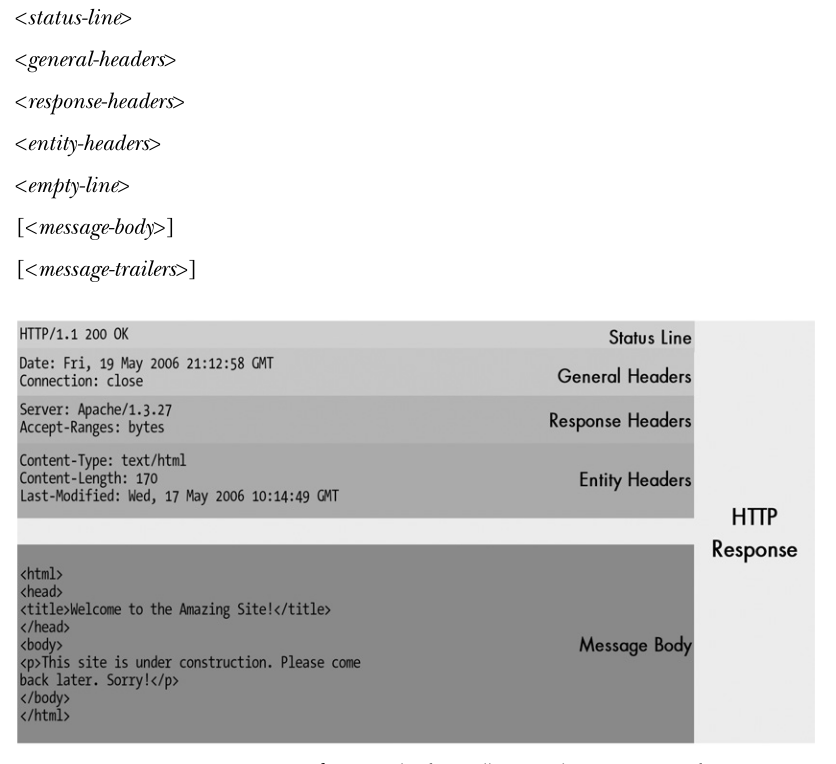 <status-line>
<general-headers>
<response-headers>
<entity-headers>
<empty-line>
[<message-body>]
[<message-trailers>]
HTTP/1.1 200 OK
Status Line
Date: Fri, 19 May 2006 21:12:58 GMT
Connection: close
General Headers
Server: Apache/1.3.27
Accept-Ranges: bytes
Response Headers
Content-Type: text/html
Content-Length: 170
Last-Modified: Wed, 17 May 2006 10:14:49 GMT
Entity Headers
HTTP
Response
<html>
<head>
<title>Welcome to the Amazing Site!</title>
</head>
<body>
<p>This site is under construction. Please come
back later. Sorry!</p>
</body>
</html>
Message Body